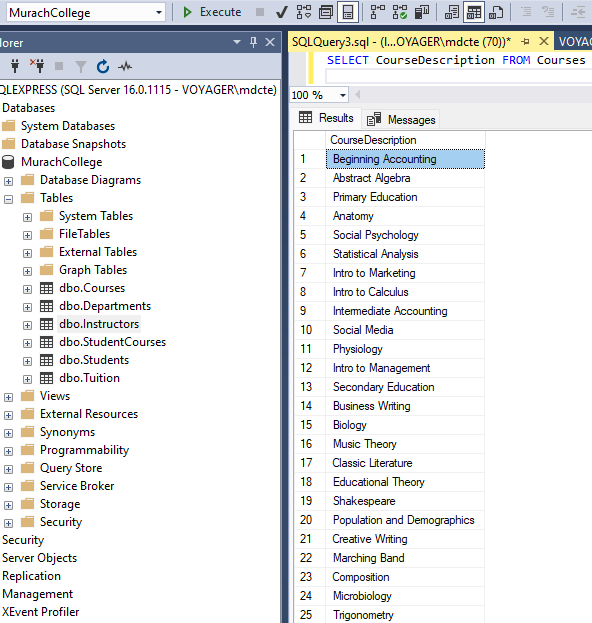 MurachCollege
Execute
lorer
QLEXPRESS (SQL Server 16.0.1115 - VOYAGER\mdcte)
Databases
System Databases
Database Snapshots
MurachCollege
Database Diagrams
Tables
System Tables
FileTables
External Tables
Graph Tables
dbo.Courses
dbo.Departments
dbo.Instructors
dbo.StudentCourses
dbo.Students
dbo.Tuition
Views
External Resources
Synonyms
Programmability
Query Store
Service Broker
Storage
Security
Security
Server Objects
Replication
Management
XEvent Profiler
SQLQuery3.sql - (l...OYAGER\mdcte (70))*
VOYAG
SELECT CourseDescription FROM Courses
100 %
Results
Messages
CourseDescription
1 Beginning Accounting
2 Abstract Algebra
3 Primary Education
4 Anatomy
5 Social Psychology
6 Statistical Analysis
7 Intro to Marketing
8 Intro to Calculus
9 Intermediate Accounting
10 Social Media
11 Physiology
12 Intro to Management
13 Secondary Education
14 Business Writing
15 Biology
16 Music Theory
17 Classic Literature
18 Educational Theory
19 Shakespeare
20 Population and Demographics
21 Creative Writing
22 Marching Band
23 Composition
24 Microbiology
25 Trigonometry